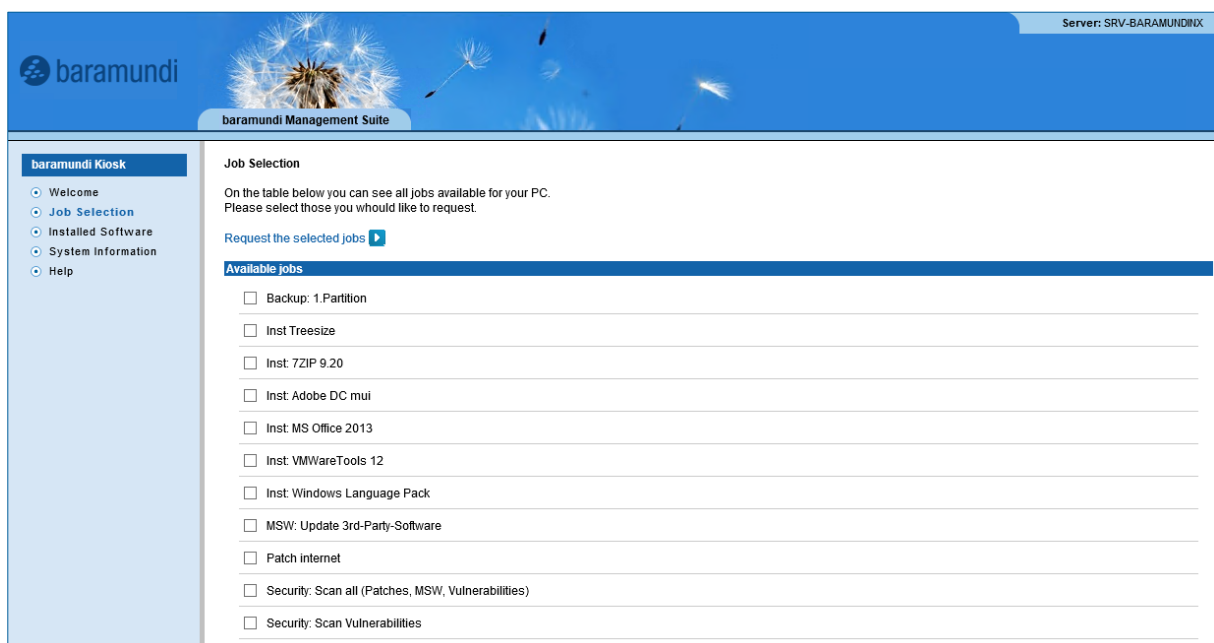 Server: SRV-BARAMUNDINX
baramundi
baramundi Management Suite
baramundi Kiosk
Welcome
Job Selection
Installed Software
System Information
Help
Job Selection
On the table below you can see all jobs available for your PC.
Please select those you whould like to request.
Request the selected jobs
Available jobs
Backup: 1.Partition
Inst Treesize
Inst: 7ZIP 9.20
Inst: Adobe DC mui
Inst: MS Office 2013
Inst: VMWareTools 12
Inst: Windows Language Pack
MSW: Update 3rd-Party-Software
Patch internet
Security: Scan all (Patches, MSW, Vulnerabilities)
Security: Scan Vulnerabilities